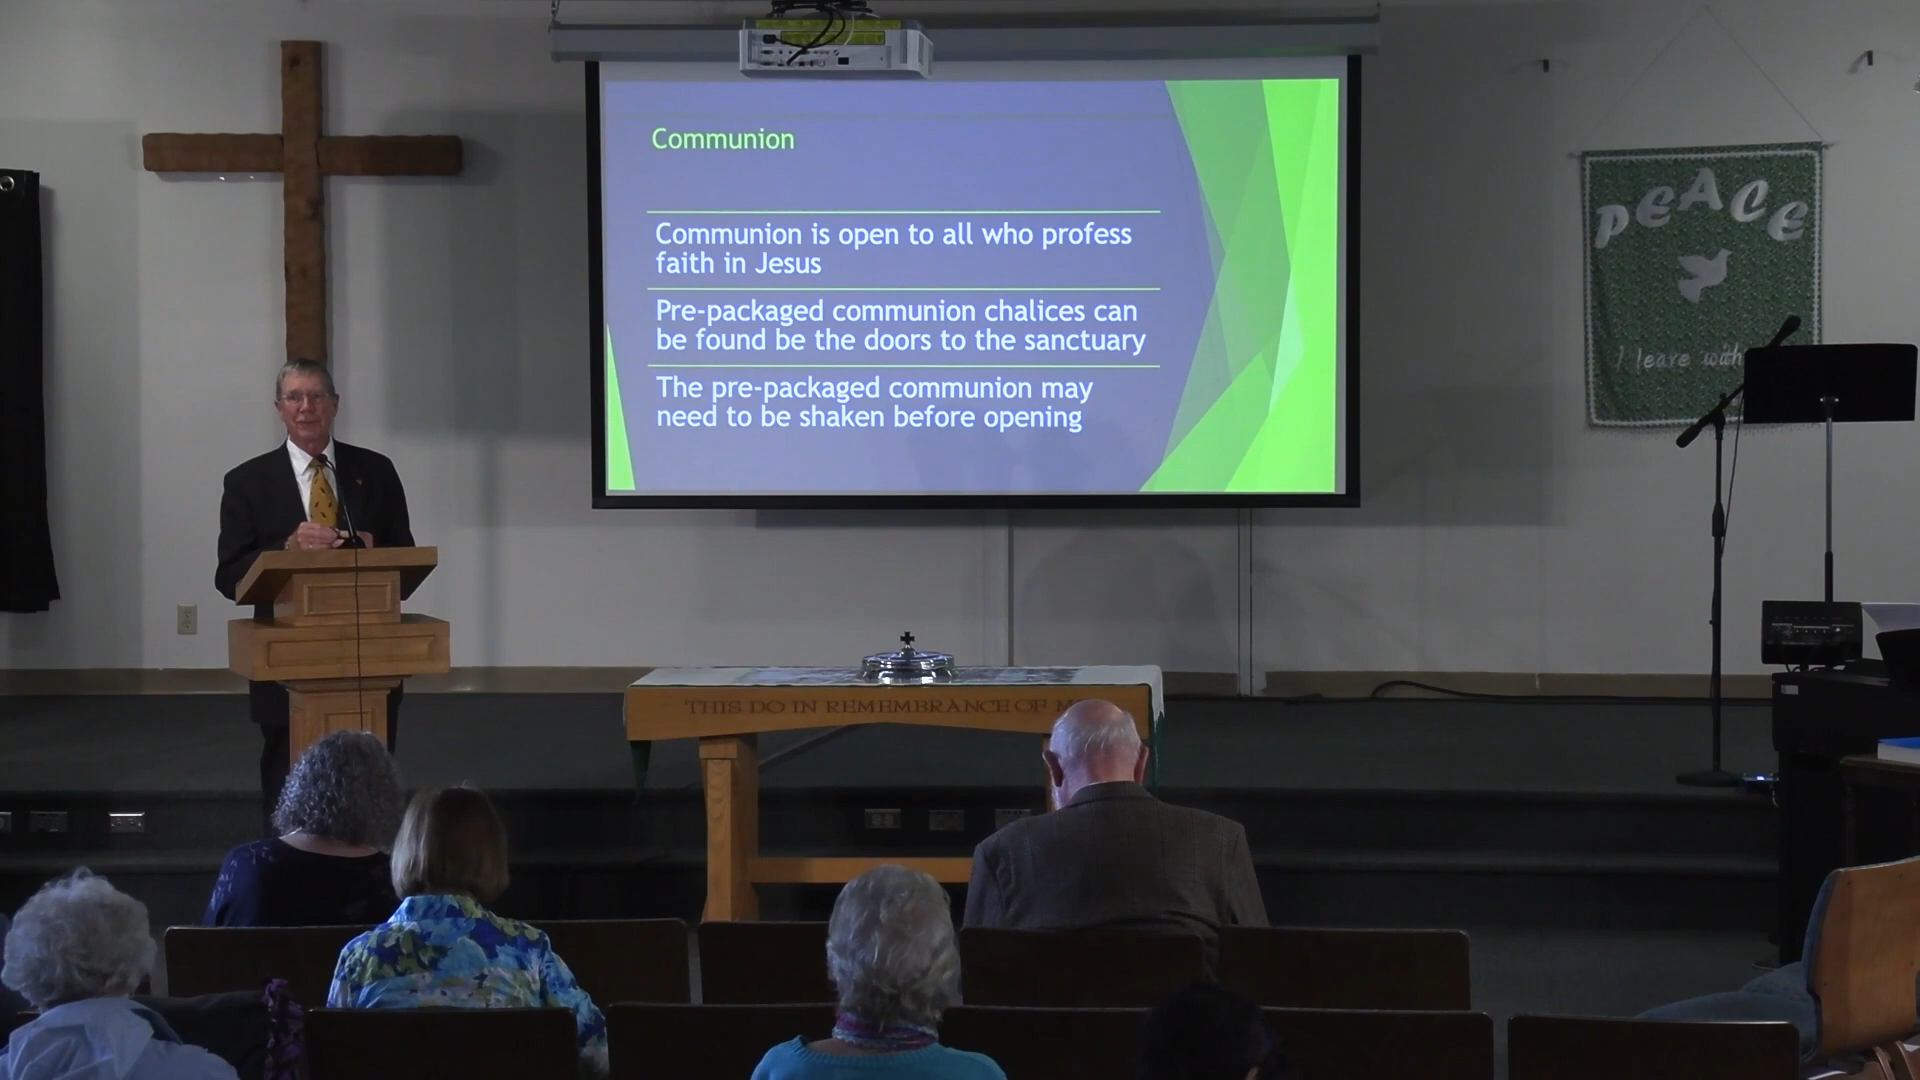 Communion
Communion is open to all who profess
faith in Jesus
Pre-packaged communion chalices can
be found be the doors to the sanctuary
The pre-packaged communion may
need to be shaken before opening
PEACE
I leave with
THIS DO IN REMEMBRANCE OF